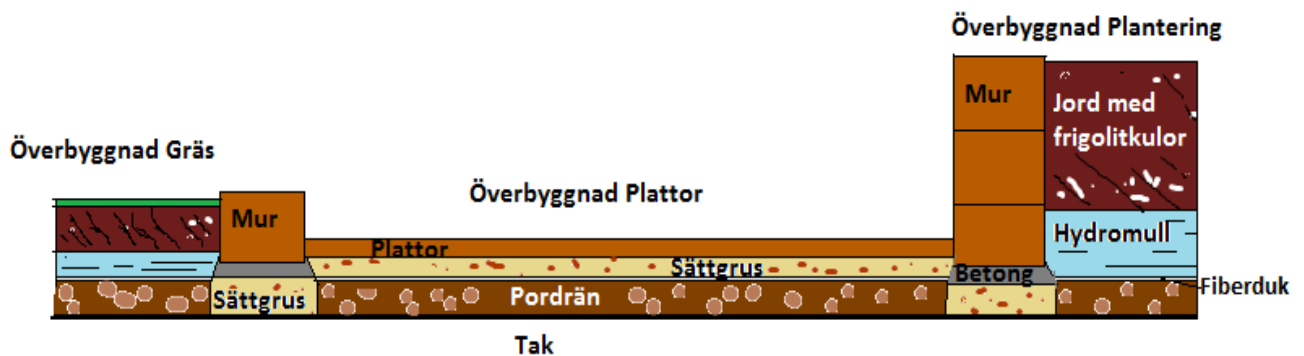 Överbyggnad Plantering
Mur
Jord med
frigolitkulor
Överbyggnad Gräs
Överbyggnad Plattor
Mur
Plattor
Hydromull
Sättgrus
Betong
Fiberduk
Sättgrus
Pordrän
Tak